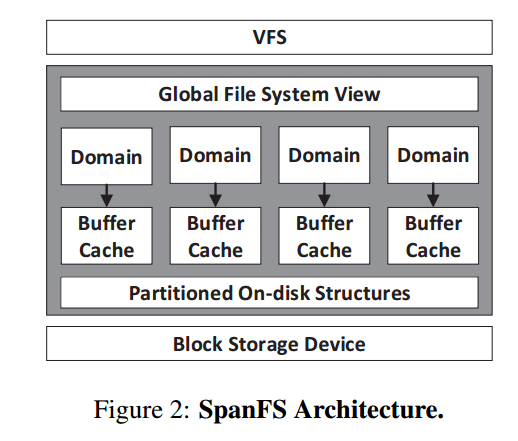 VFS
Global File System View
Domain
Domain
Domain
Domain
Buffer
Cache
Buffer
Cache
Buffer
Cache
Buffer
Cache
Partitioned On-disk Structures
Block Storage Device
Figure 2: SpanFS Architecture.